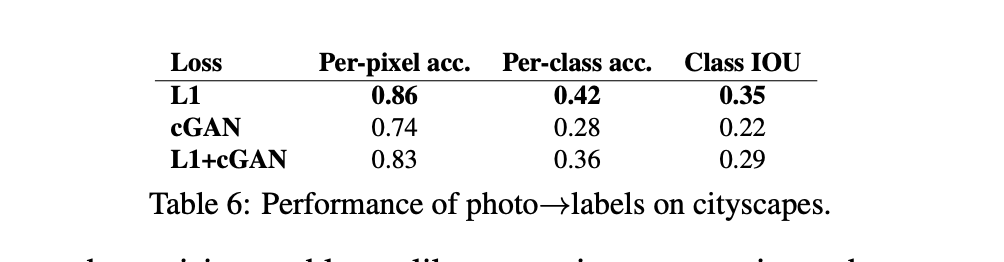 Loss Per-pixel acc. Per-class acc. Class IOU
L1 0.86 0.42 0.35
cGAN 0.74 0.28 0.22
L1+cGAN 0.83 0.36 0.29
Table 6: Performance of photo→labels on cityscapes.